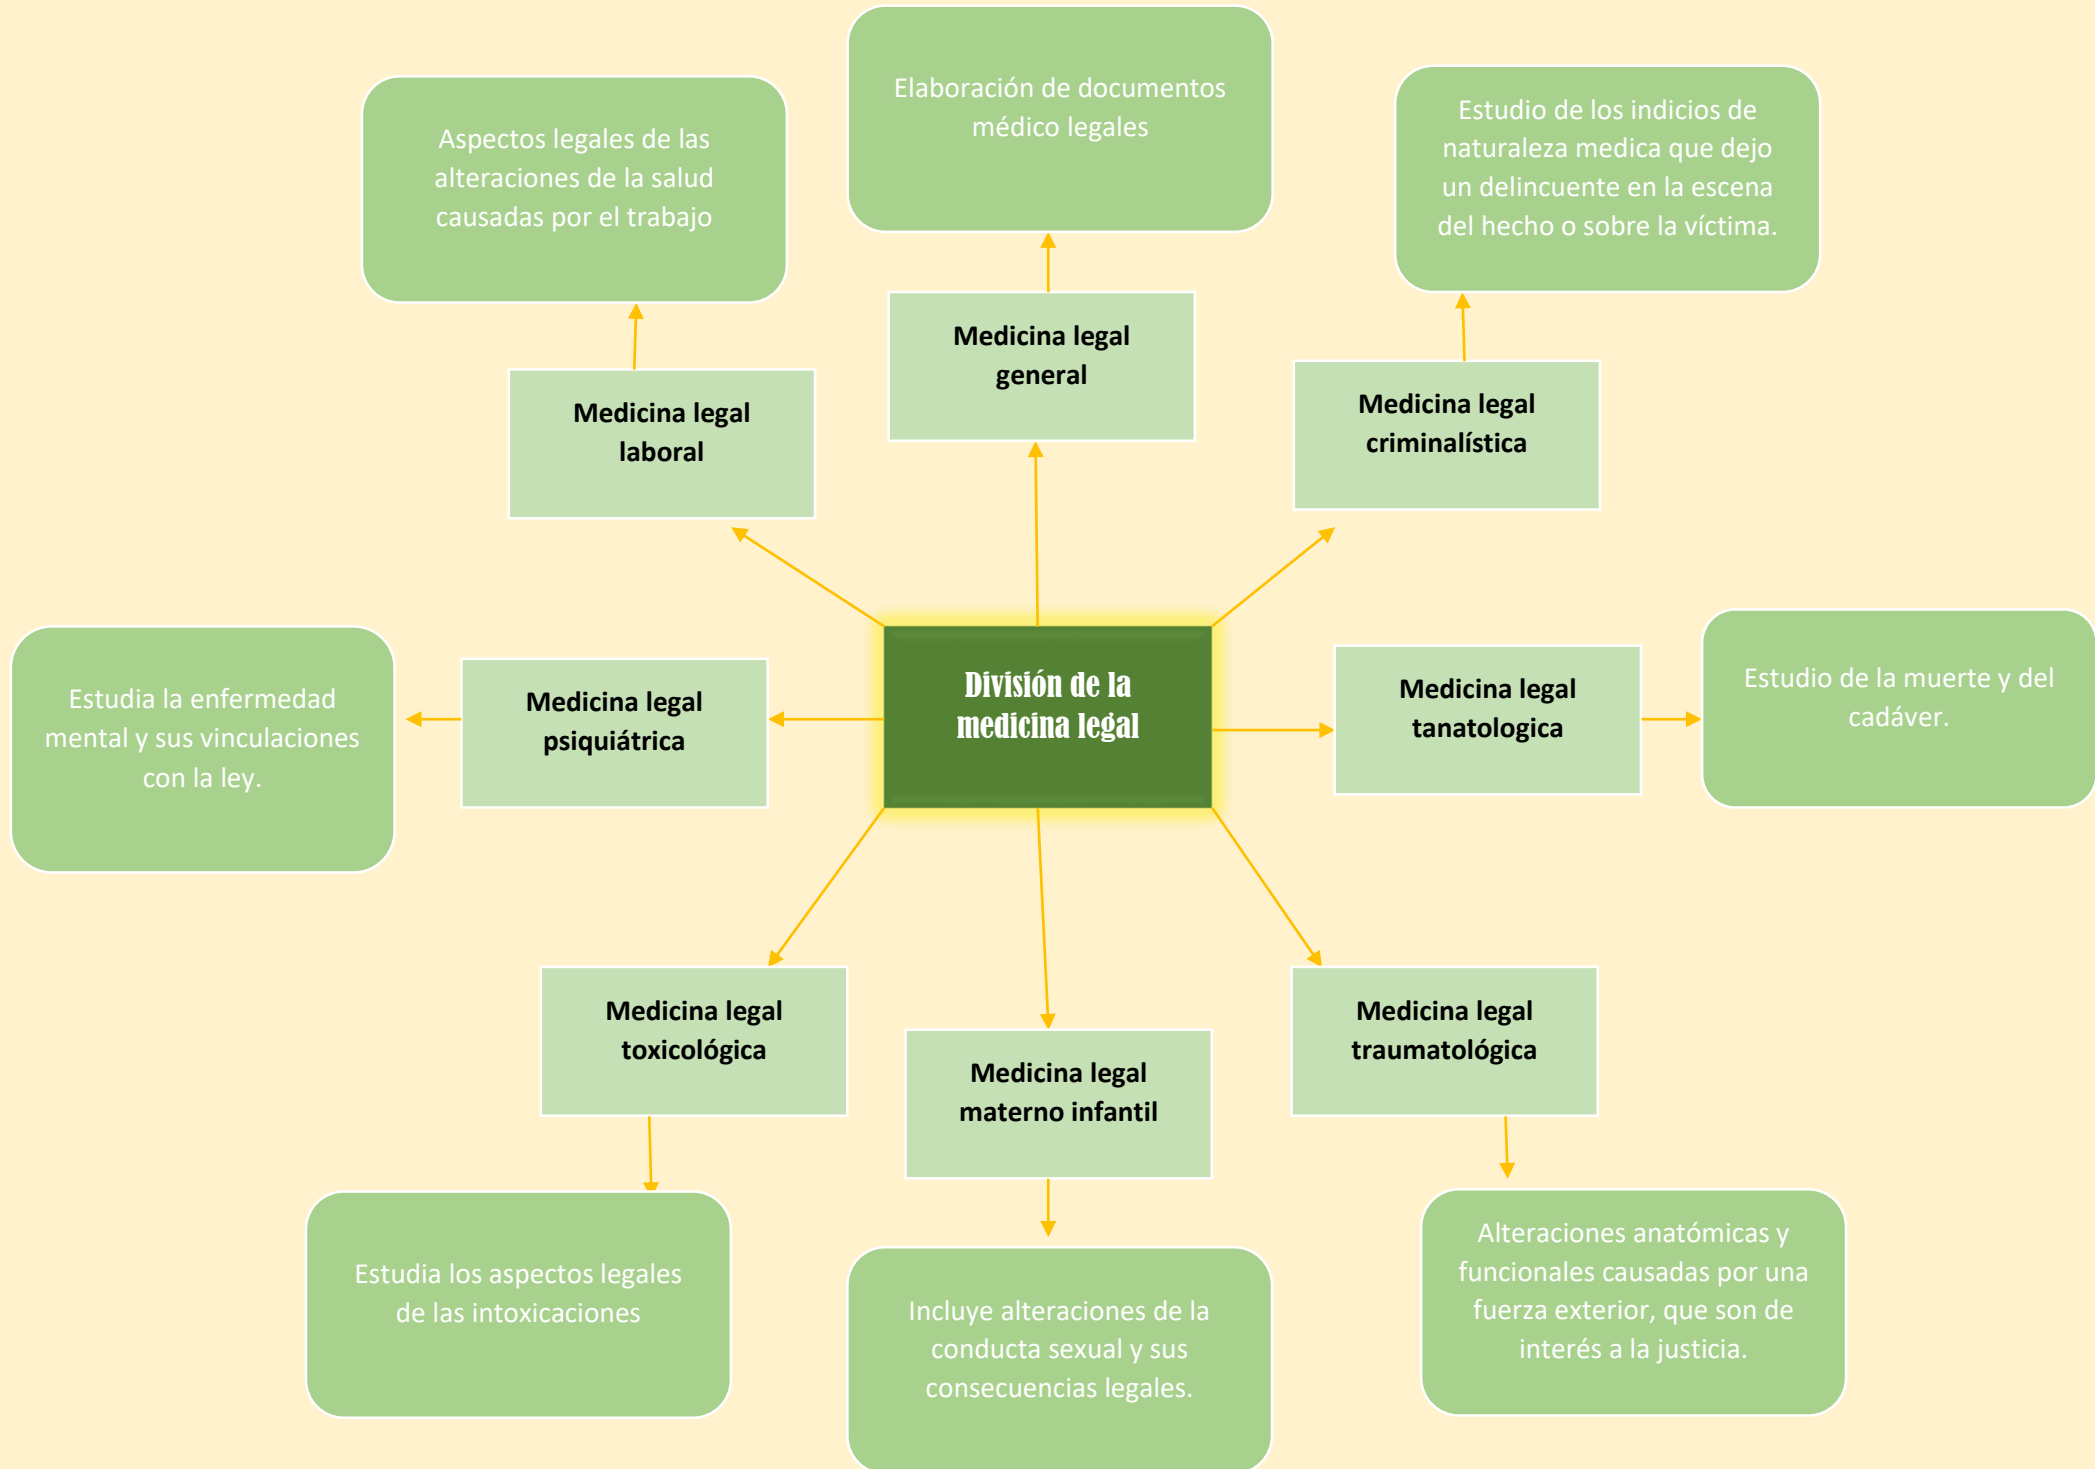 División de la
medicina legal
Medicina legal
general
Elaboración de documentos
médico legales
Medicina legal
criminalística
Estudio de los indicios de
naturaleza medica que dejo
un delincuente en la escena
del hecho o sobre la víctima.
Medicina legal
tanatologica
Estudio de la muerte y del
cadáver.
Medicina legal
traumatológica
Alteraciones anatómicas y
funcionales causadas por una
fuerza exterior, que son de
interés a la justicia.
Medicina legal
materno infantil
Incluye alteraciones de la
conducta sexual y sus
consecuencias legales.
Medicina legal
toxicológica
Estudia los aspectos legales
de las intoxicaciones
Medicina legal
psiquiátrica
Estudia la enfermedad
mental y sus vinculaciones
con la ley.
Medicina legal
laboral
Aspectos legales de las
alteraciones de la salud
causadas por el trabajo